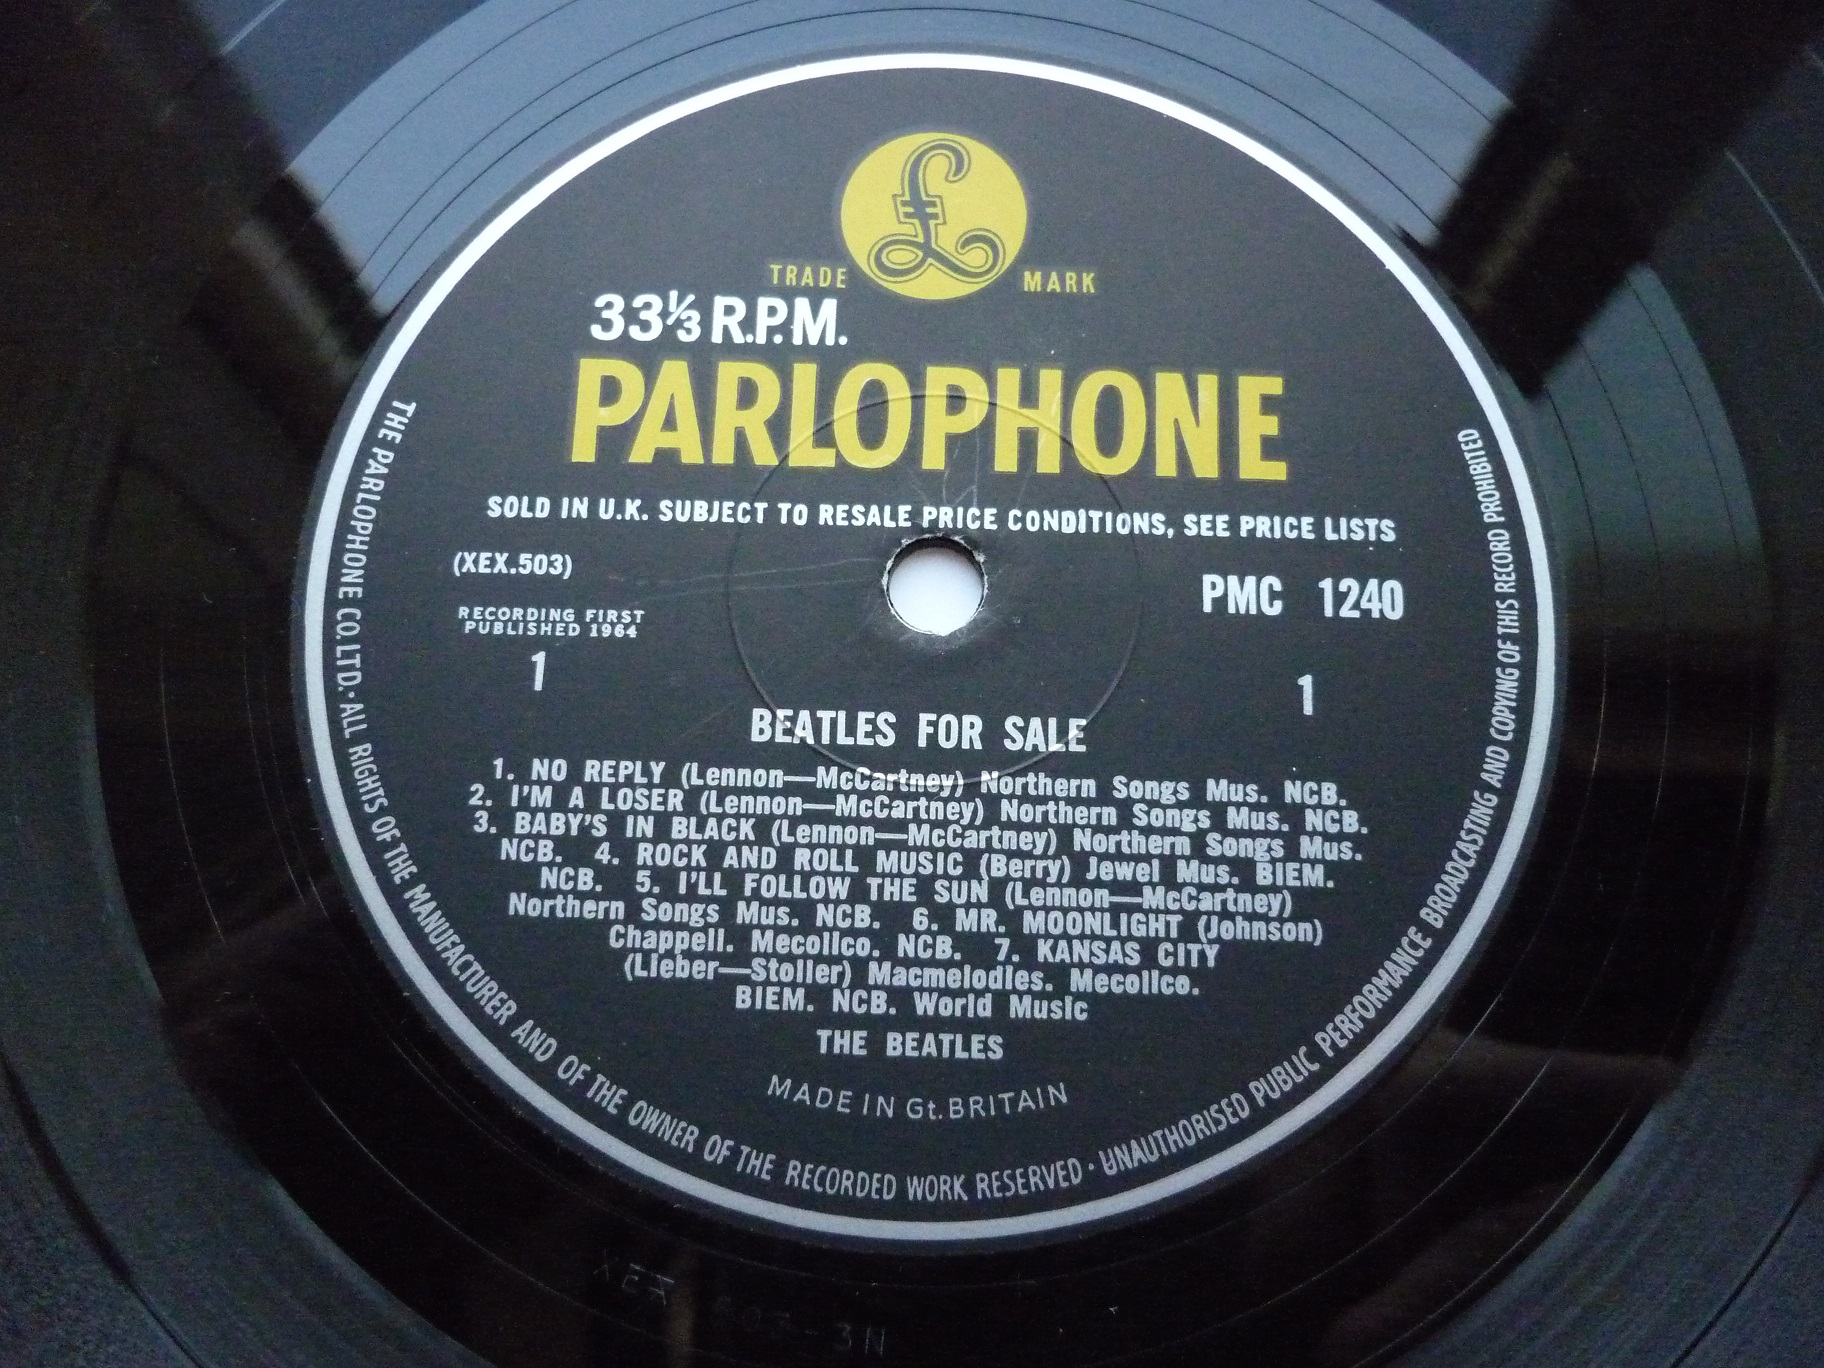 £
TRADE MARK
33⅓ R.P.M.
PARLOPHONE
SOLD IN U.K. SUBJECT TO RESALE PRICE CONDITIONS, SEE PRICE LISTS
(XEX.503)
PMC 1240
RECORDING FIRST
PUBLISHED 1964
1 1
BEATLES FOR SALE
1. NO REPLY (Lennon—McCartney) Northern Songs Mus. NCB.
2. I'M A LOSER (Lennon—McCartney) Northern Songs Mus. NCB.
3. BABY'S IN BLACK (Lennon—McCartney) Northern Songs Mus.
NCB. 4. ROCK AND ROLL MUSIC (Berry) Jewel Mus. BIEM.
NCB. 5. I'LL FOLLOW THE SUN (Lennon—McCartney)
Northern Songs Mus. NCB. 6. MR. MOONLIGHT (Johnson)
Chappell. Mecolico. NCB. 7. KANSAS CITY
(Lieber—Stoller) Macmelodies. Mecolico.
BIEM. NCB. World Music
THE BEATLES
MADE IN Gt. BRITAIN
THE PARLOPHONE CO. LTD. · ALL RIGHTS OF THE MANUFACTURER AND OF THE OWNER OF THE RECORDED WORK RESERVED · UNAUTHORISED PUBLIC PERFORMANCE BROADCASTING AND COPYING OF THIS RECORD PROHIBITED
XEX
-3N